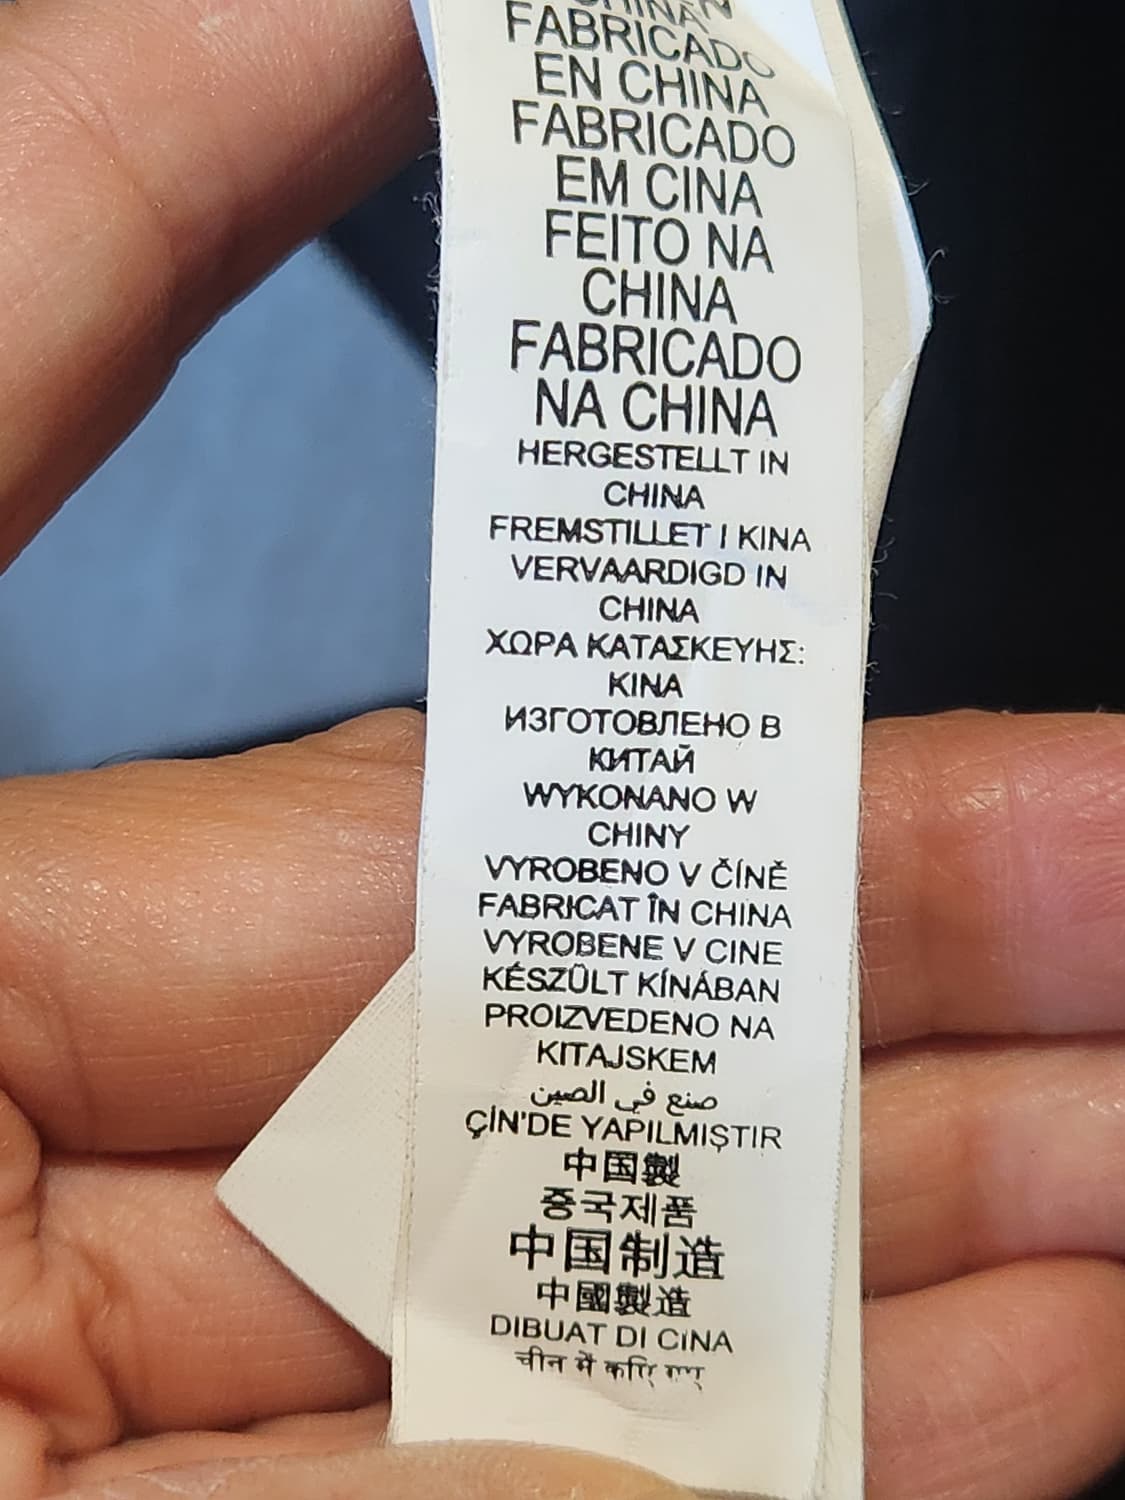 CHINA
FABRICADO
EN CHINA
FABRICADO
EM CINA
FEITO NA
CHINA
FABRICADO
NA CHINA
HERGESTELLT IN
CHINA
FREMSTILLET I KINA
VERVAARDIGD IN
CHINA
ΧΩΡΑ ΚΑΤΑΣΚΕΥΗΣ:
ΚΙΝΑ
ИЗГОТОВЛЕНО В
КИТАЙ
WYKONANO W
CHINY
VYROBENO V ČÍNĚ
FABRICAT ÎN CHINA
VYROBENE V CINE
KÉSZÜLT KÍNÁBAN
PROIZVEDENO NA
KITAJSKEM
صنع في الصين
ÇİN'DE YAPILMIŞTIR
中国製
중국제품
中国制造
中國製造
DIBUAT DI CINA
चीन में